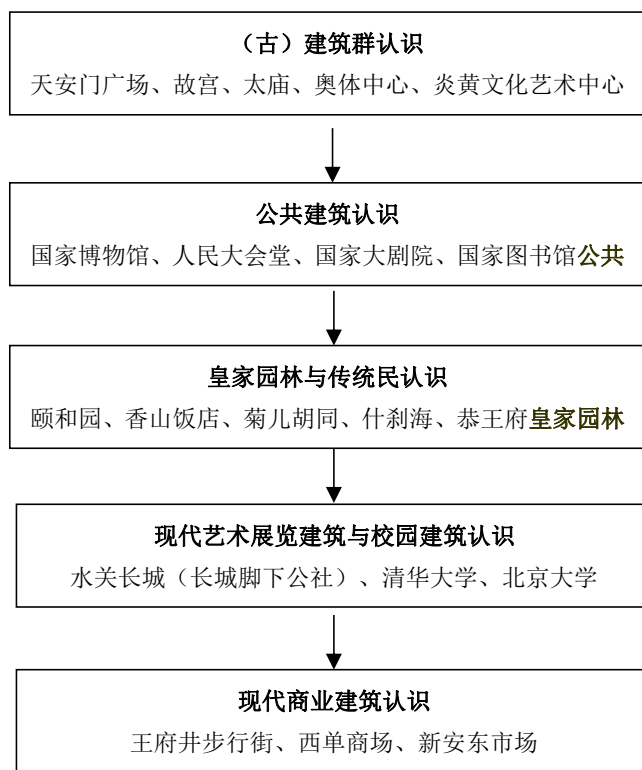 （古）建筑群认识
天安门广场、故宫、太庙、奥体中心、炎黄文化艺术中心
公共建筑认识
国家博物馆、人民大会堂、国家大剧院、国家图书馆公共
皇家园林与传统民认识
颐和园、香山饭店、菊儿胡同、什刹海、恭王府皇家园林
现代艺术展览建筑与校园建筑认识
水关长城（长城脚下公社）、清华大学、北京大学
现代商业建筑认识
王府井步行街、西单商场、新安东市场